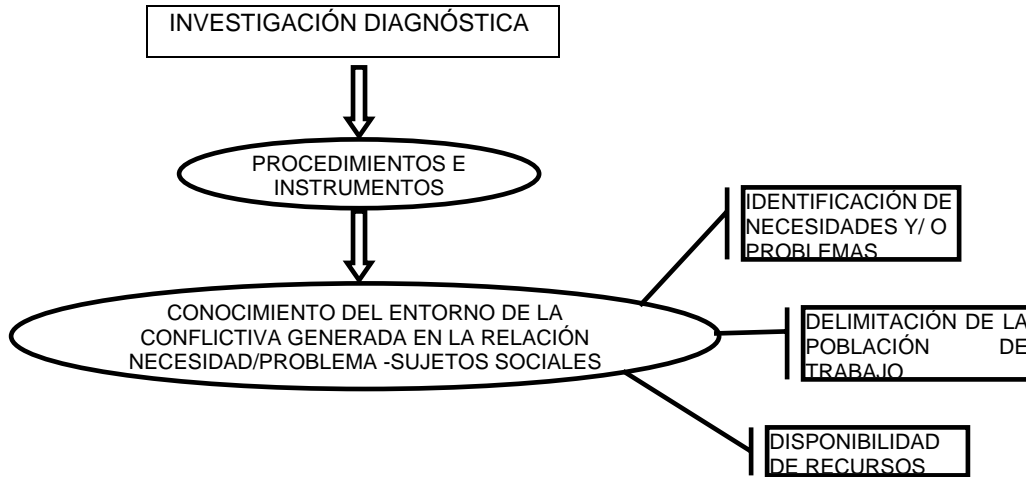 INVESTIGACIÓN DIAGNÓSTICA
PROCEDIMIENTOS E
INSTRUMENTOS
CONOCIMIENTO DEL ENTORNO DE LA
CONFLICTIVA GENERADA EN LA RELACIÓN
NECESIDAD/PROBLEMA -SUJETOS SOCIALES
IDENTIFICACIÓN DE
NECESIDADES Y/ O
PROBLEMAS
DELIMITACIÓN DE LA
POBLACIÓN DE
TRABAJO
DISPONIBILIDAD
DE RECURSOS